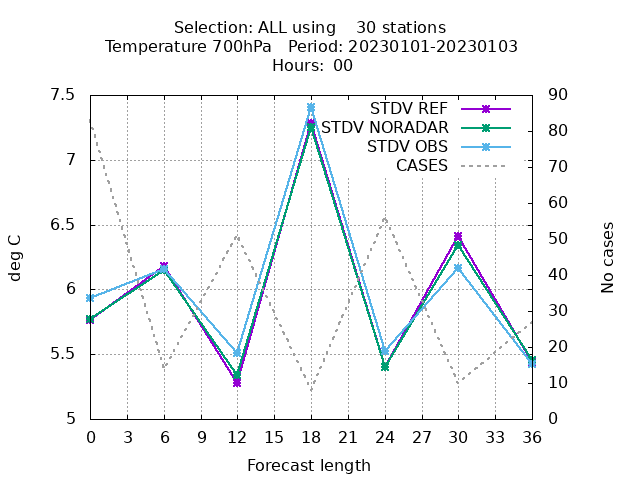 Selection: ALL using    30 stations
Temperature 700hPa   Period: 20230101-20230103
Hours:  00
STDV REF
STDV NORADAR
STDV OBS
CASES
deg C
7.5
7
6.5
6
5.5
5
No cases
90
80
70
60
50
40
30
20
10
0
0 3 6 9 12 15 18 21 24 27 30 33 36
Forecast length